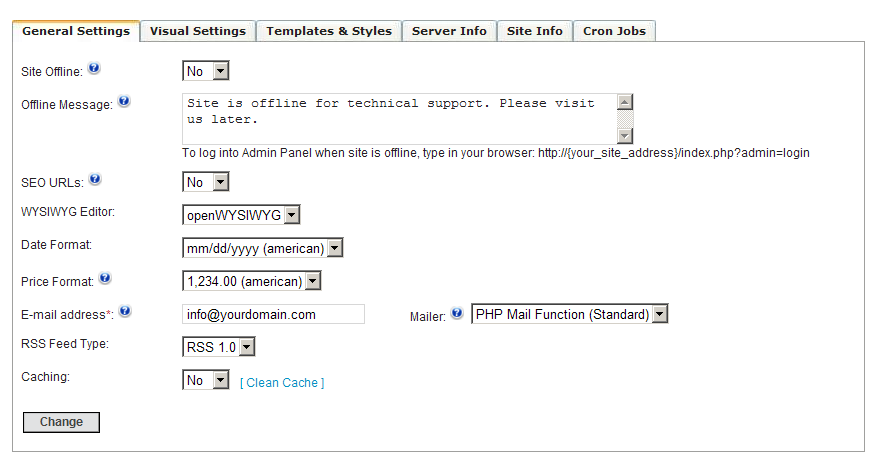 General Settings Visual Settings Templates & Styles Server Info Site Info Cron Jobs
Site Offline: ? No
Offline Message: ? Site is offline for technical support. Please visit
us later.
To log into Admin Panel when site is offline, type in your browser: http://{your_site_address}/index.php?admin=login
SEO URLs: ? No
WYSIWYG Editor: openWYSIWYG
Date Format: mm/dd/yyyy (american)
Price Format: ? 1,234.00 (american)
E-mail address*: ? info@yourdomain.com Mailer: ? PHP Mail Function (Standard)
RSS Feed Type: RSS 1.0
Caching: No [ Clean Cache ]
Change